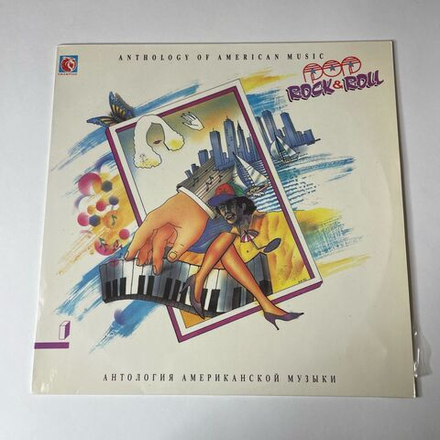 ANTHOLOGY OF AMERICAN MUSIC
POP
ROCK & ROLL
1
АНТОЛОГИЯ АМЕРИКАНСКОЙ МУЗЫКИ